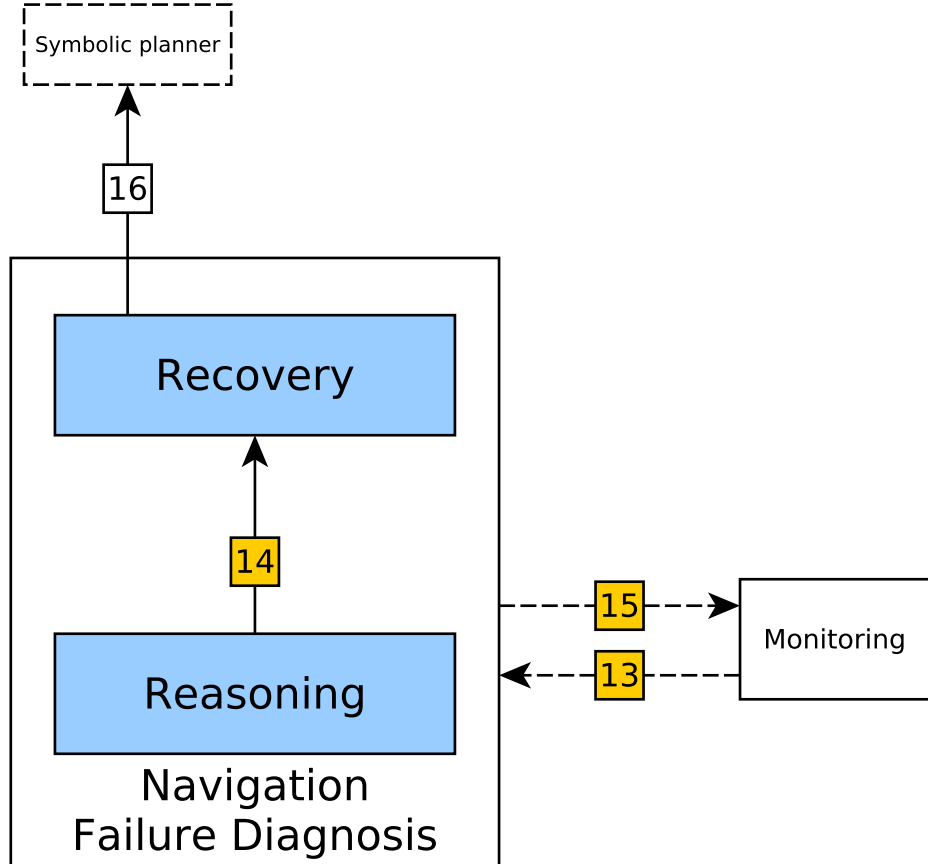 Symbolic planner
16
Recovery
14
15
Monitoring
13
Reasoning
Navigation
Failure Diagnosis